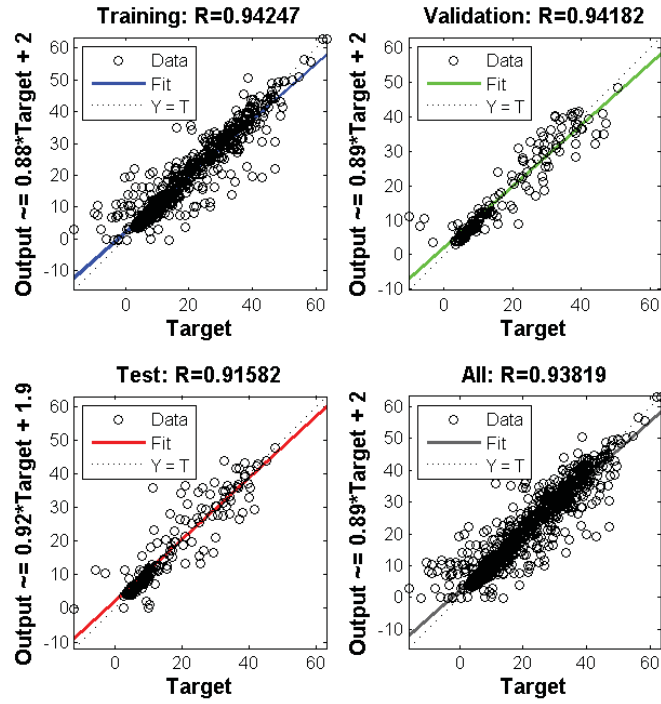 Training: R=0.94247
Output ~= 0.88*Target + 2
60
50
40
30
20
10
0
-10
Data
Fit
Y = T
0
20
40
60
Target
Validation: R=0.94182
Output ~= 0.89*Target + 2
60
50
40
30
20
10
0
-10
Data
Fit
Y = T
0
20
40
60
Target
Test: R=0.91582
Output ~= 0.92*Target + 1.9
60
50
40
30
20
10
0
-10
Data
Fit
Y = T
0
20
40
60
Target
All: R=0.93819
Output ~= 0.89*Target + 2
60
50
40
30
20
10
0
-10
Data
Fit
Y = T
0
20
40
60
Target